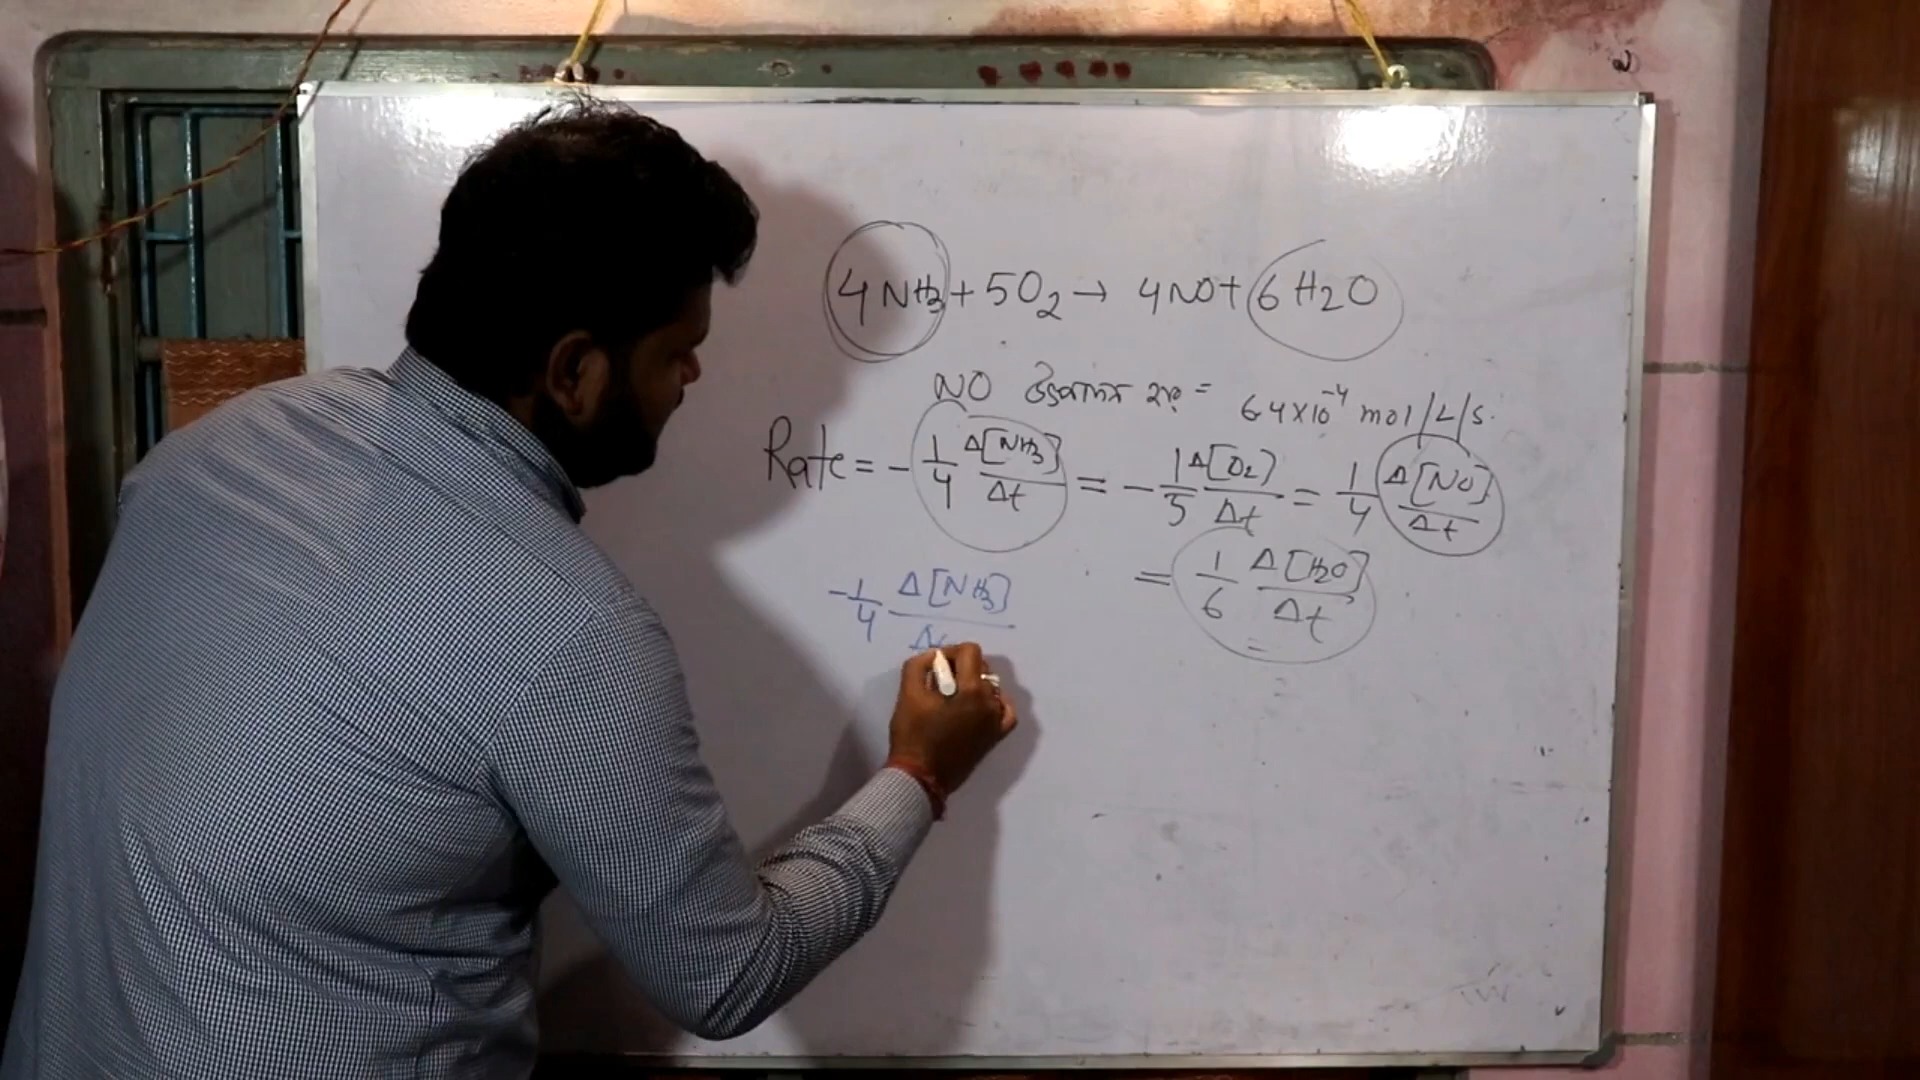 4NH3 + 5O2 → 4NO + 6H2O
NO উৎপাদনের হার = 6.4×10⁻⁴ mol/L/s.
Rate = - 1/4 Δ[NH3]/Δt = - 1/5 Δ[O2]/Δt = 1/4 Δ[NO]/Δt
= 1/6 Δ[H2O]/Δt
- 1/4 Δ[NH3]/Δt